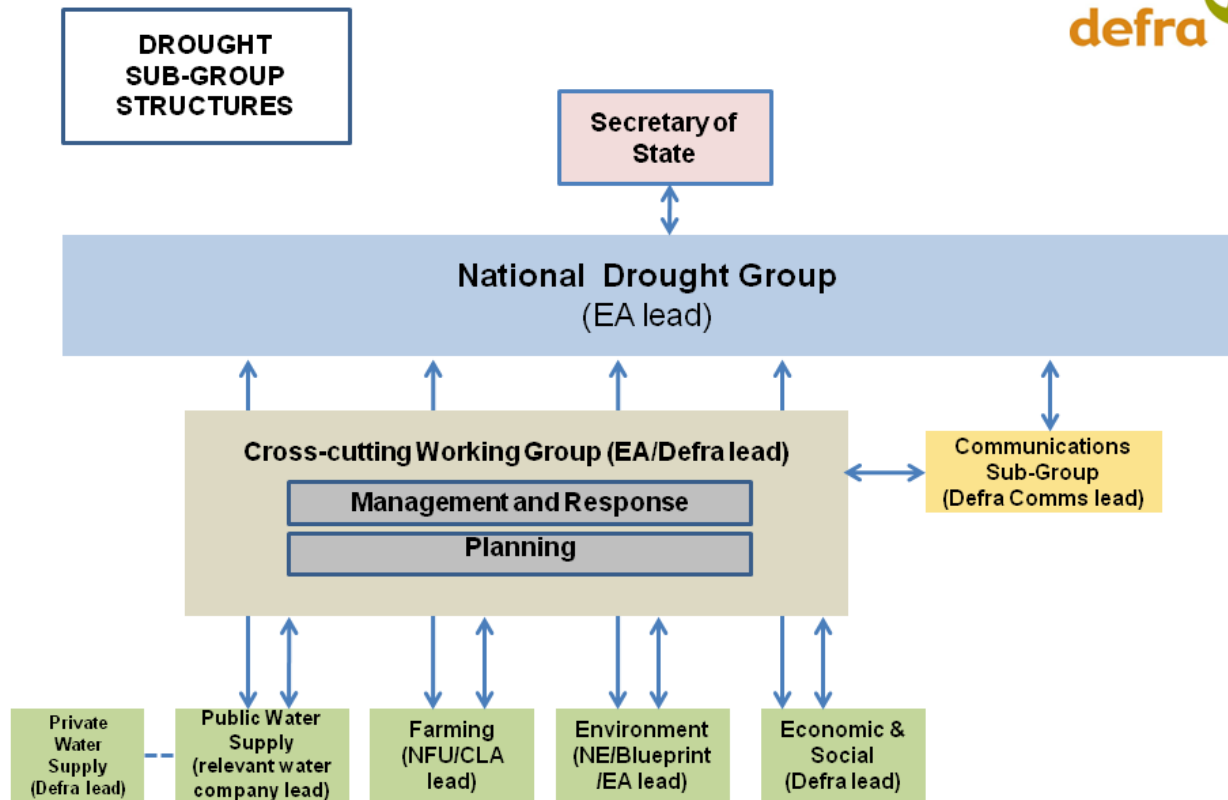 DROUGHT
SUB-GROUP
STRUCTURES
defra
Secretary of
State
National Drought Group
(EA lead)
Cross-cutting Working Group (EA/Defra lead)
Management and Response
Planning
Communications
Sub-Group
(Defra Comms lead)
Private
Water
Supply
(Defra lead)
Public Water
Supply
(relevant water
company lead)
Farming
(NFU/CLA
lead)
Environment
(NE/Blueprint
/EA lead)
Economic &
Social
(Defra lead)